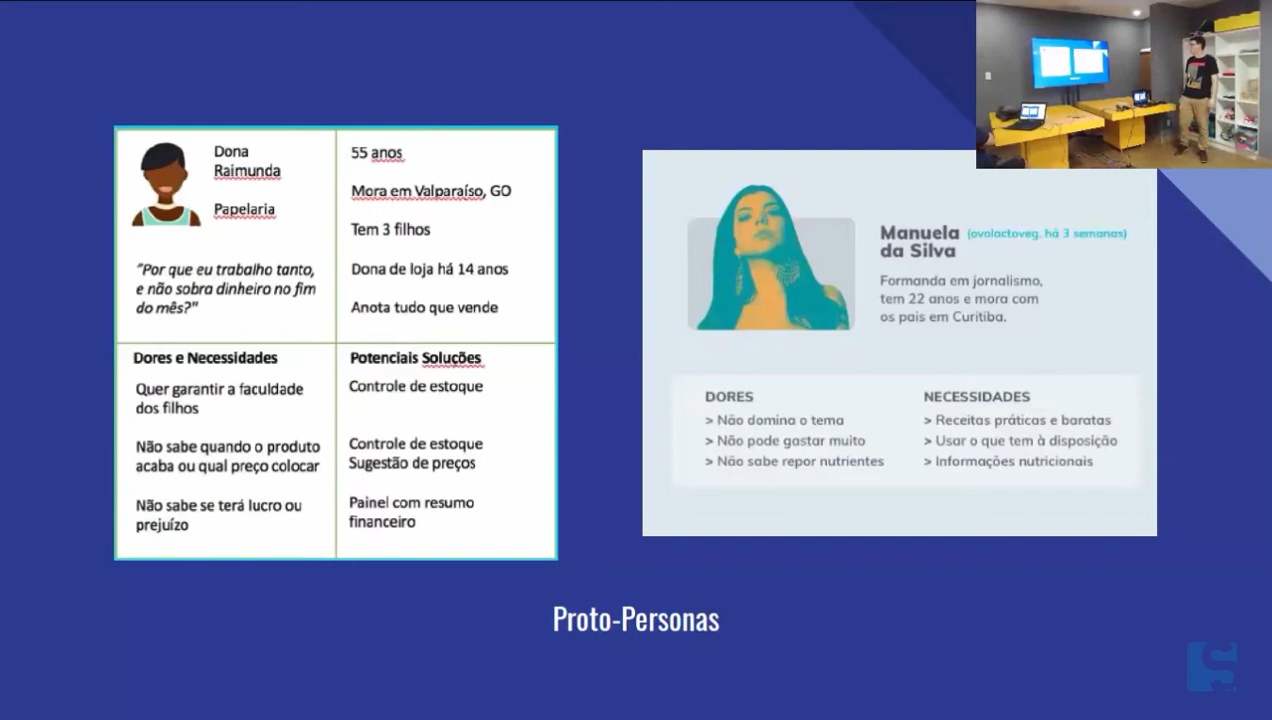 Dona
Raimunda
Papelaria
"Por que eu trabalho tanto,
e não sobra dinheiro no fim
do mês?"
55 anos
Mora em Valparaíso, GO
Tem 3 filhos
Dona de loja há 14 anos
Anota tudo que vende
Dores e Necessidades
Quer garantir a faculdade
dos filhos
Não sabe quando o produto
acaba ou qual preço colocar
Não sabe se terá lucro ou
prejuízo
Potenciais Soluções
Controle de estoque
Controle de estoque
Sugestão de preços
Painel com resumo
financeiro
Manuela (ovolactoveg. há 3 semanas)
da Silva
Formanda em jornalismo,
tem 22 anos e mora com
os pais em Curitiba.
DORES
> Não domina o tema
> Não pode gastar muito
> Não sabe repor nutrientes
NECESSIDADES
> Receitas práticas e baratas
> Usar o que tem à disposição
> Informações nutricionais
Proto-Personas